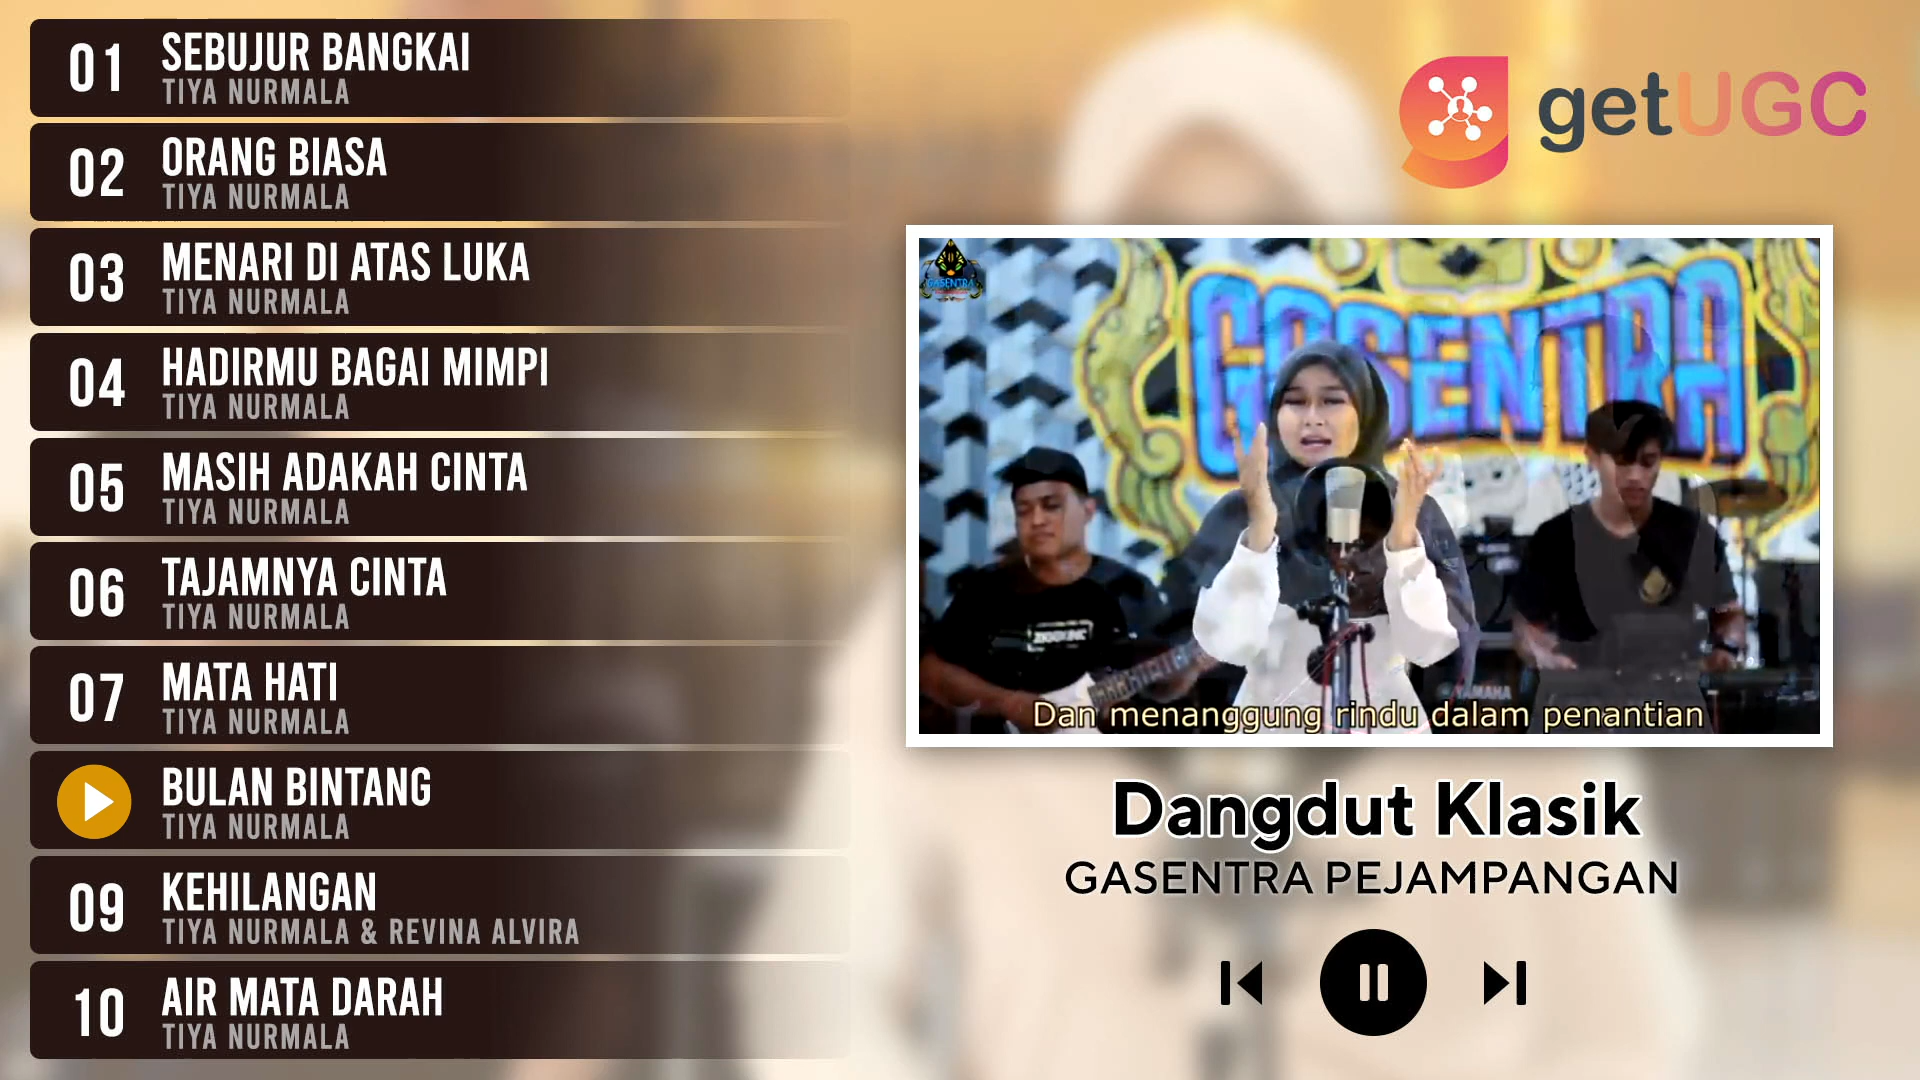 01
SEBUJUR BANGKAI
TIYA NURMALA
02
ORANG BIASA
TIYA NURMALA
03
MENARI DI ATAS LUKA
TIYA NURMALA
04
HADIRMU BAGAI MIMPI
TIYA NURMALA
05
MASIH ADAKAH CINTA
TIYA NURMALA
06
TAJAMNYA CINTA
TIYA NURMALA
07
MATA HATI
TIYA NURMALA
BULAN BINTANG
TIYA NURMALA
09
KEHILANGAN
TIYA NURMALA & REVINA ALVIRA
10
AIR MATA DARAH
TIYA NURMALA
getUGC
GASENTRA
GASENTRA
YAMAHA
Dan menanggung rindu dalam penantian
Dangdut Klasik
GASENTRA PEJAMPANGAN